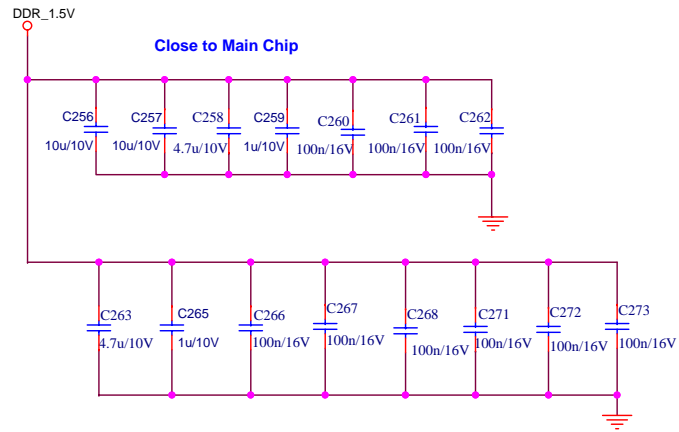 DDR_1.5V
Close to Main Chip
C256
10u/10V
C257
10u/10V
C258
4.7u/10V
C259
1u/10V
C260
100n/16V
C261
100n/16V
C262
100n/16V
C263
4.7u/10V
C265
1u/10V
C266
100n/16V
C267
100n/16V
C268
100n/16V
C271
100n/16V
C272
100n/16V
C273
100n/16V